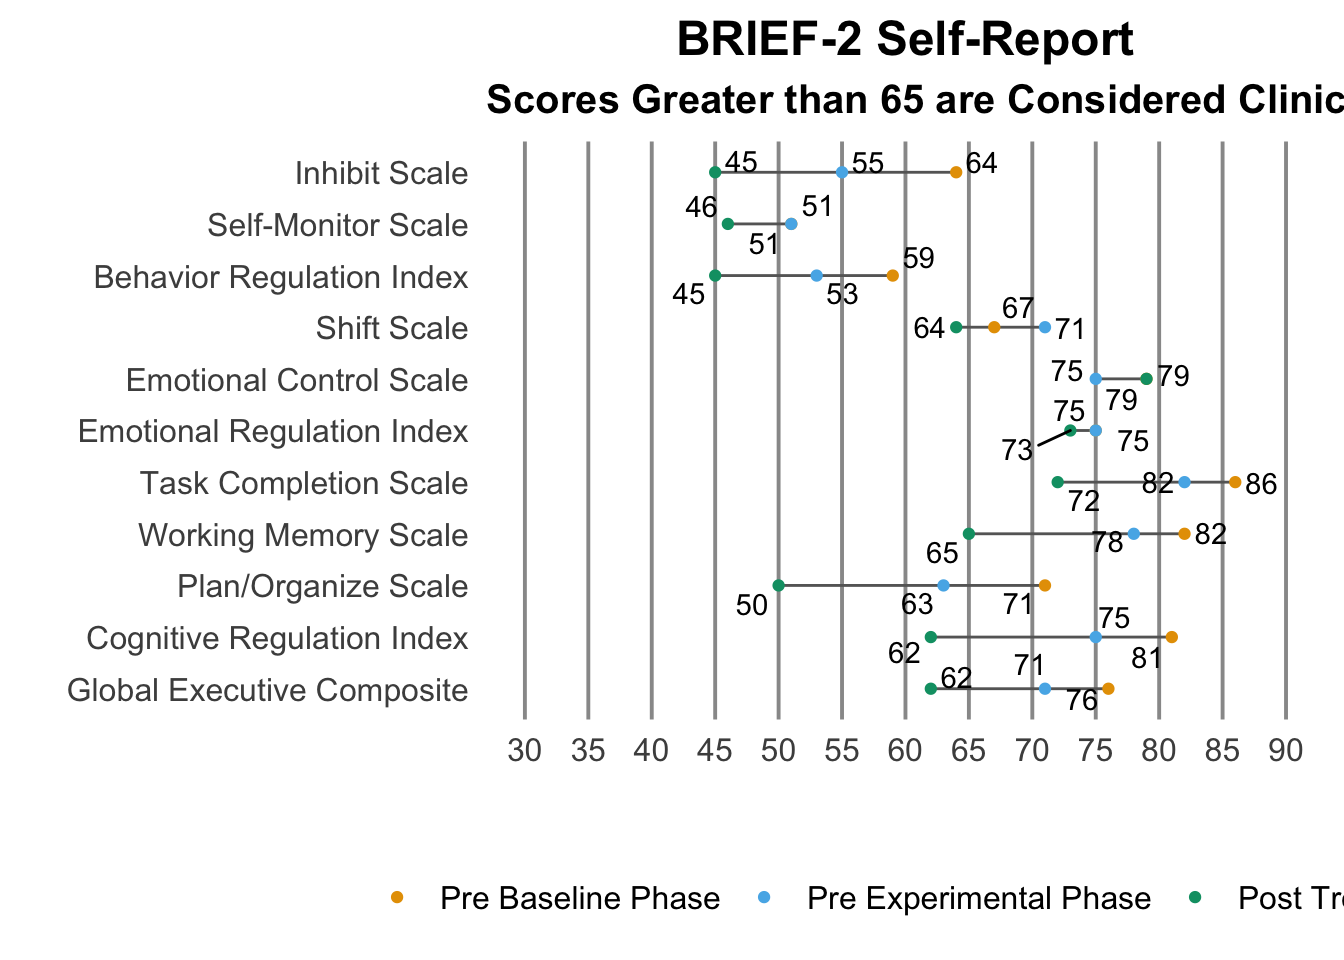 BRIEF-2 Self-Report
Scores Greater than 65 are Considered Clinic
Inhibit Scale 45 55 64
Self-Monitor Scale 46 51 51
Behavior Regulation Index 45 53 59
Shift Scale 64 67 71
Emotional Control Scale 75 79 79
Emotional Regulation Index 73 75 75
Task Completion Scale 72 82 86
Working Memory Scale 65 78 82
Plan/Organize Scale 50 63 71
Cognitive Regulation Index 62 75 81
Global Executive Composite 62 71 76
30 35 40 45 50 55 60 65 70 75 80 85 90
Pre Baseline Phase Pre Experimental Phase Post Tr